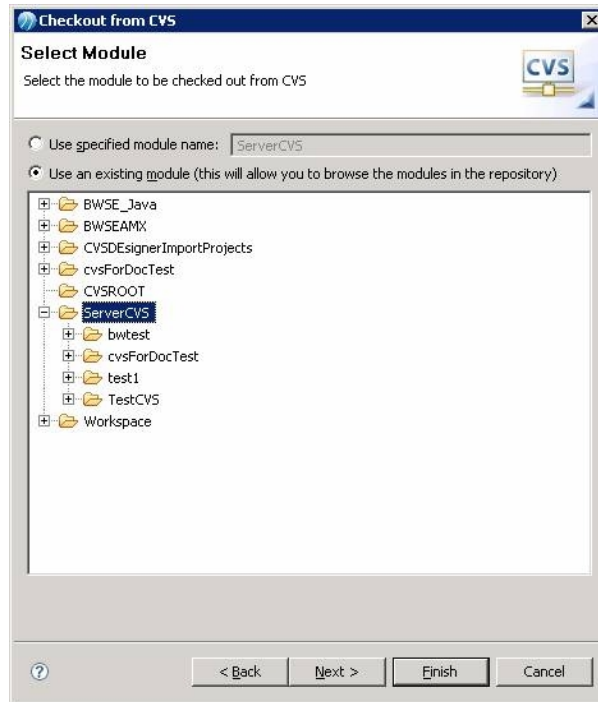 Checkout from CVS
Select Module
Select the module to be checked out from CVS
CVS
Use specified module name: ServerCVS
Use an existing module (this will allow you to browse the modules in the repository)
BWSE_Java
BWSEAMX
CVSDEsignerImportProjects
cvsForDocTest
CVSROOT
ServerCVS
bwtest
cvsForDocTest
test1
TestCVS
Workspace
< Back Next > Finish Cancel